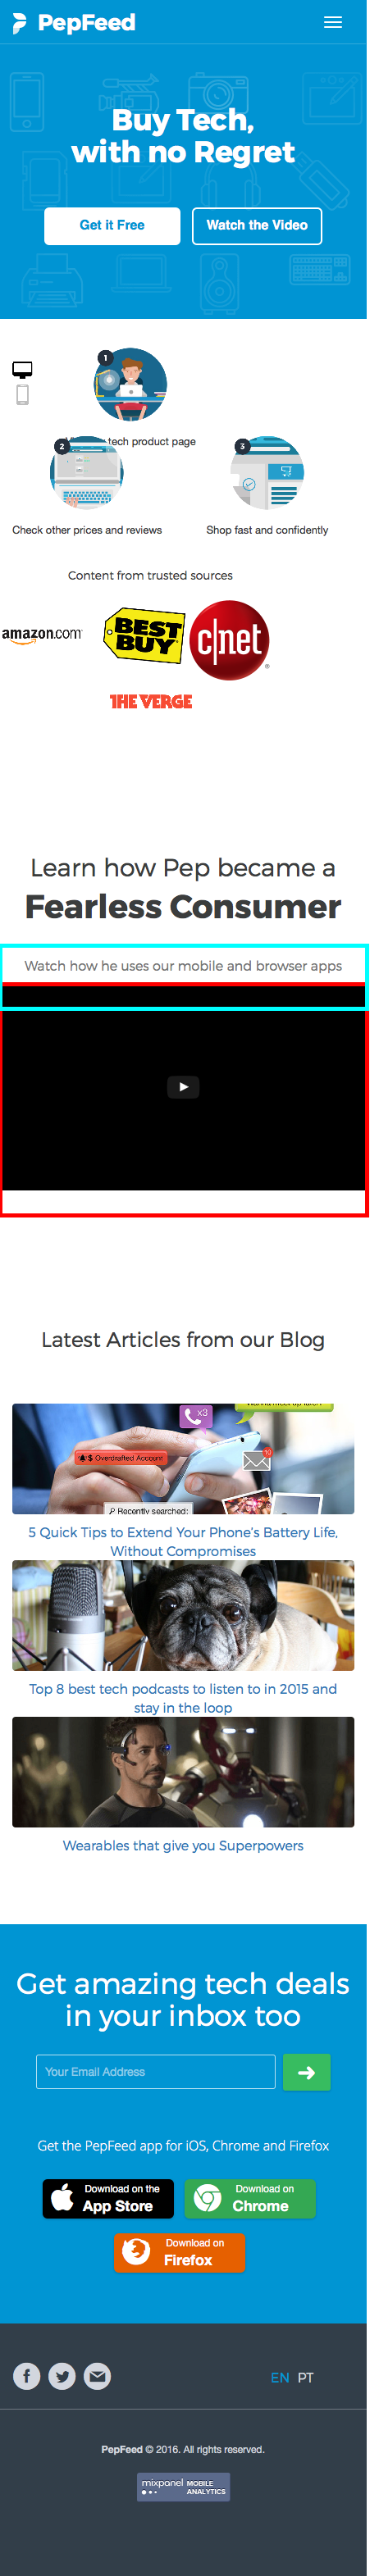 PepFeed
Buy Tech,
with no Regret
Get it Free
Watch the Video
1
tech product page
2
3
Check other prices and reviews
Shop fast and confidently
Content from trusted sources
amazon.com
BEST
BUY
c|net
THE VERGE
Learn how Pep became a
Fearless Consumer
Watch how he uses our mobile and browser apps
Latest Articles from our Blog
x3
$ Overdrafted Account
10
Recently searched:
5 Quick Tips to Extend Your Phone's Battery Life,
Without Compromises
Top 8 best tech podcasts to listen to in 2015 and
stay in the loop
Wearables that give you Superpowers
Get amazing tech deals
in your inbox too
Your Email Address
Get the PepFeed app for iOS, Chrome and Firefox
Download on the
App Store
Download on
Chrome
Download on
Firefox
EN PT
PepFeed © 2016. All rights reserved.
mixpanel MOBILE
ANALYTICS